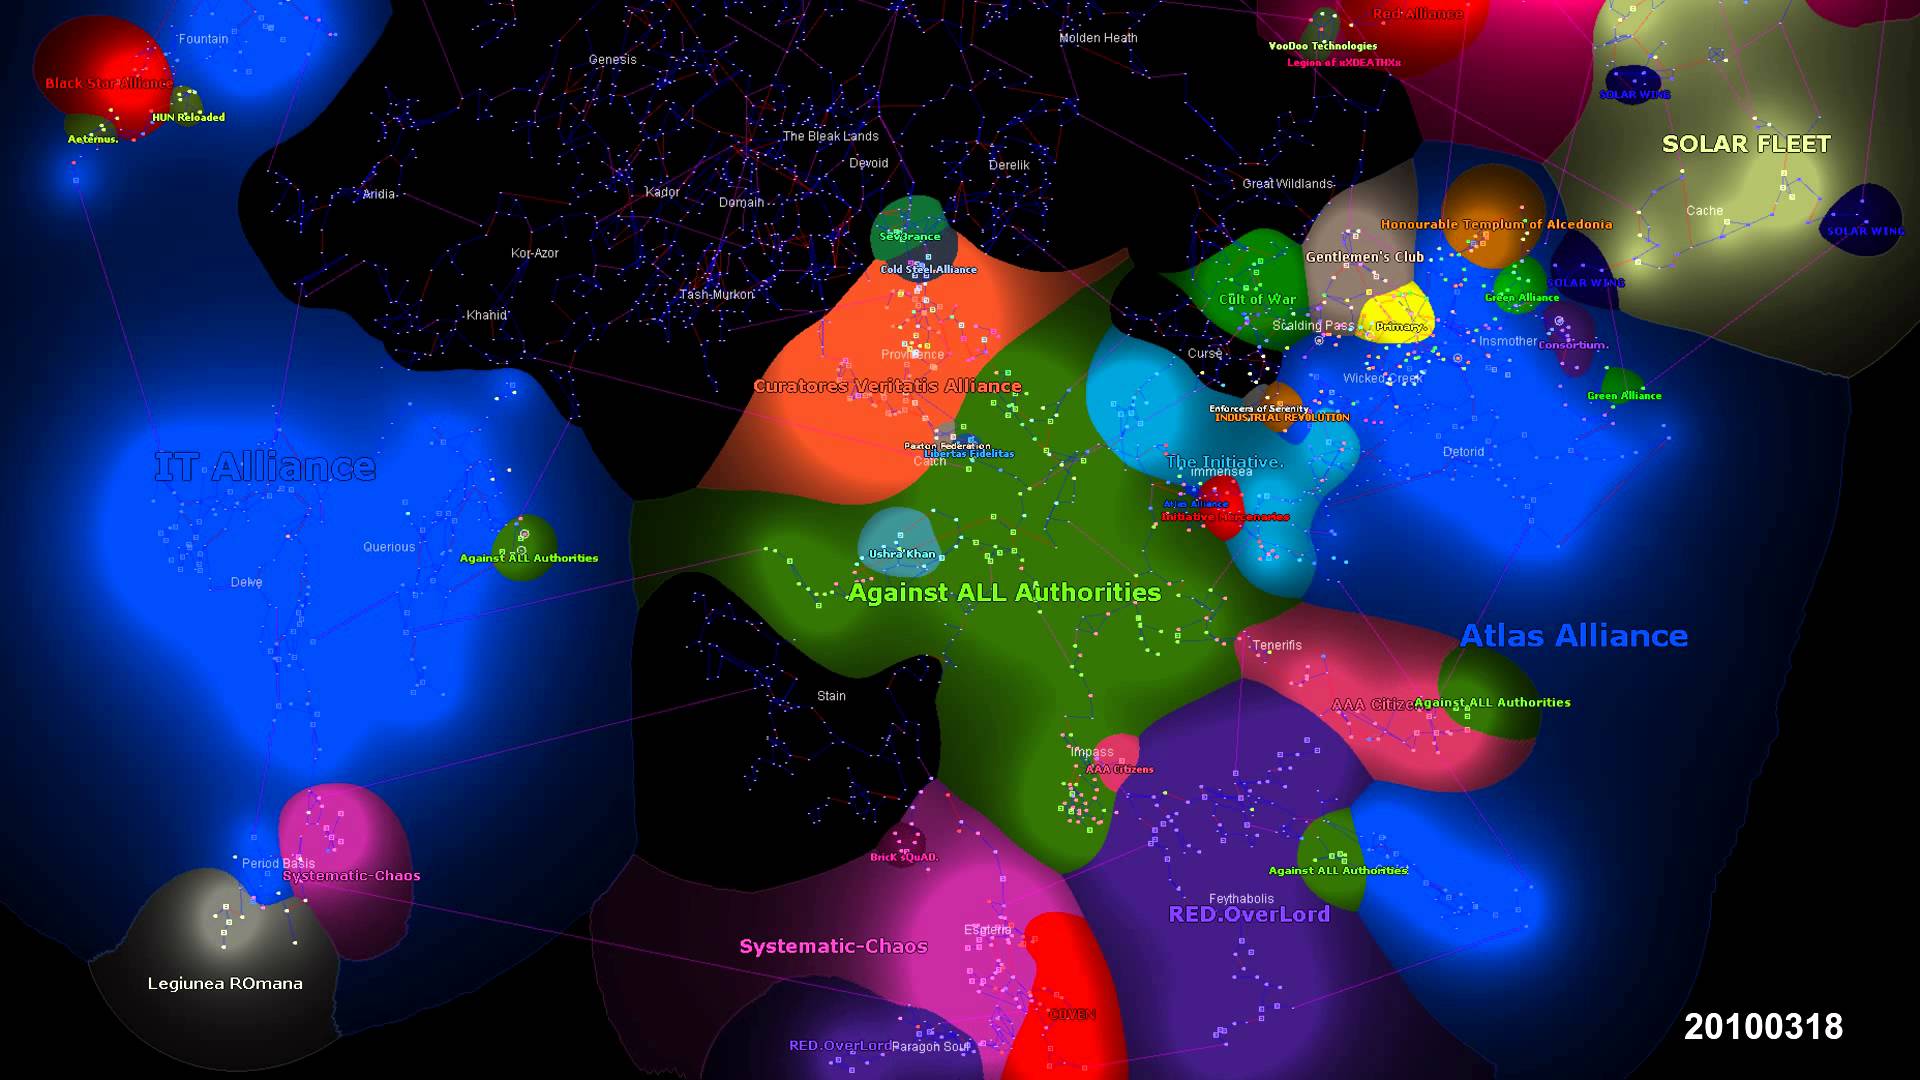 Red Alliance
Fountain
Molden Heath
VooDoo Technologies
Genesis
Legion of xXDEATHXx
Black Star Alliance
SOLAR WING
HUN Reloaded
The Bleak Lands
Aeternus.
SOLAR FLEET
Devoid
Derelik
Great Wildlands
Aridia
Kador
Domain
Cache
Honourable Templum of Alcedonia
SOLAR WING
Sev3rance
Kor-Azor
Gentlemen's Club
Cold Steel Alliance
SOLAR WING
Tash-Murkon
Cult of War
Green Alliance
Khanid
Scalding Pass
Primary.
Insmother
Consortium.
Providence
Curse
Wicked Creek
Curatores Veritatis Alliance
Green Alliance
Enforcers of Serenity
INDUSTRIAL REVOLUTION
Paxton Federation
Libertas Fidelitas
Detorid
Catch
The Initiative.
Immensea
IT Alliance
Atlas Alliance
Initiative Mercenaries
Querious
Against ALL Authorities
Ushra'Khan
Delve
Against ALL Authorities
Atlas Alliance
Tenerifis
Stain
AAA Citizens
Against ALL Authorities
Impass
AAA Citizens
BricK sQuAD.
Period Basis
Systematic-Chaos
Against ALL Authorities
Feythabolis
RED.OverLord
Esoteria
Systematic-Chaos
Legiunea ROmana
COVEN
20100318
RED.OverLord
Paragon Soul